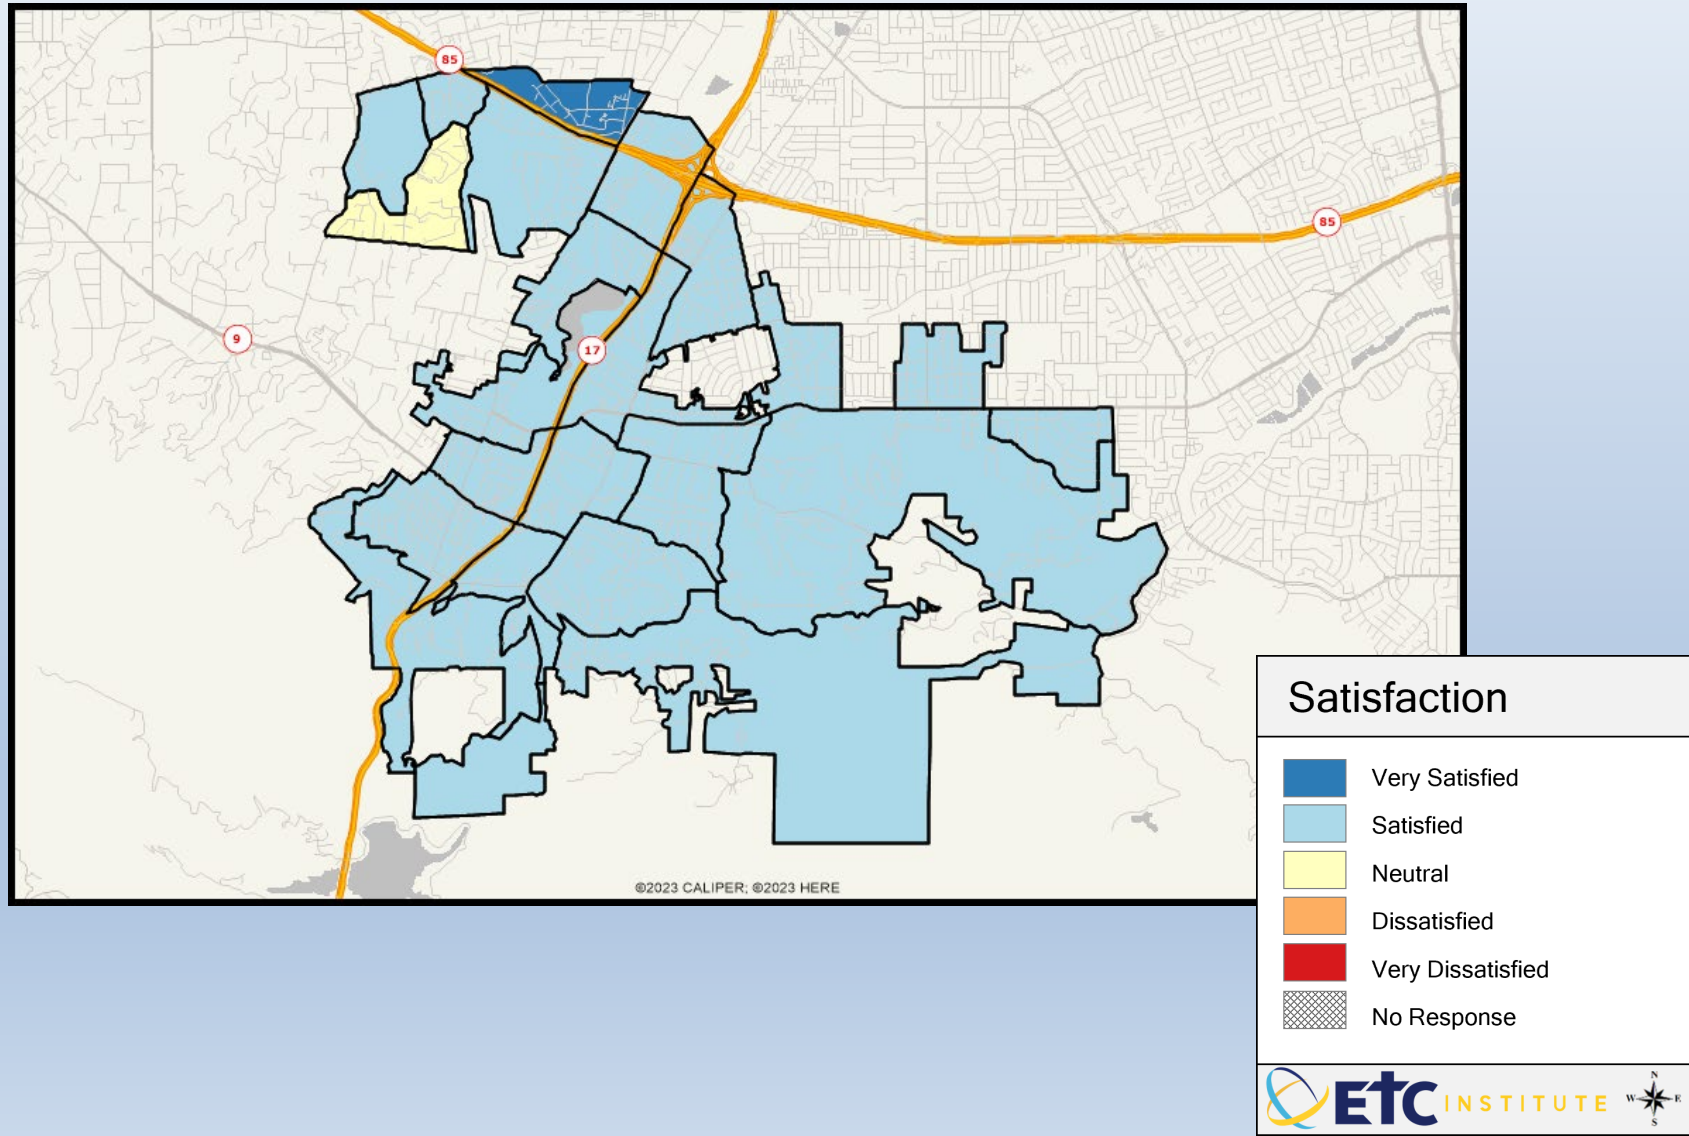 85
85
9
17
©2023 CALIPER; ©2023 HERE
Satisfaction
Very Satisfied
Satisfied
Neutral
Dissatisfied
Very Dissatisfied
No Response
ETC INSTITUTE
N
W E
S